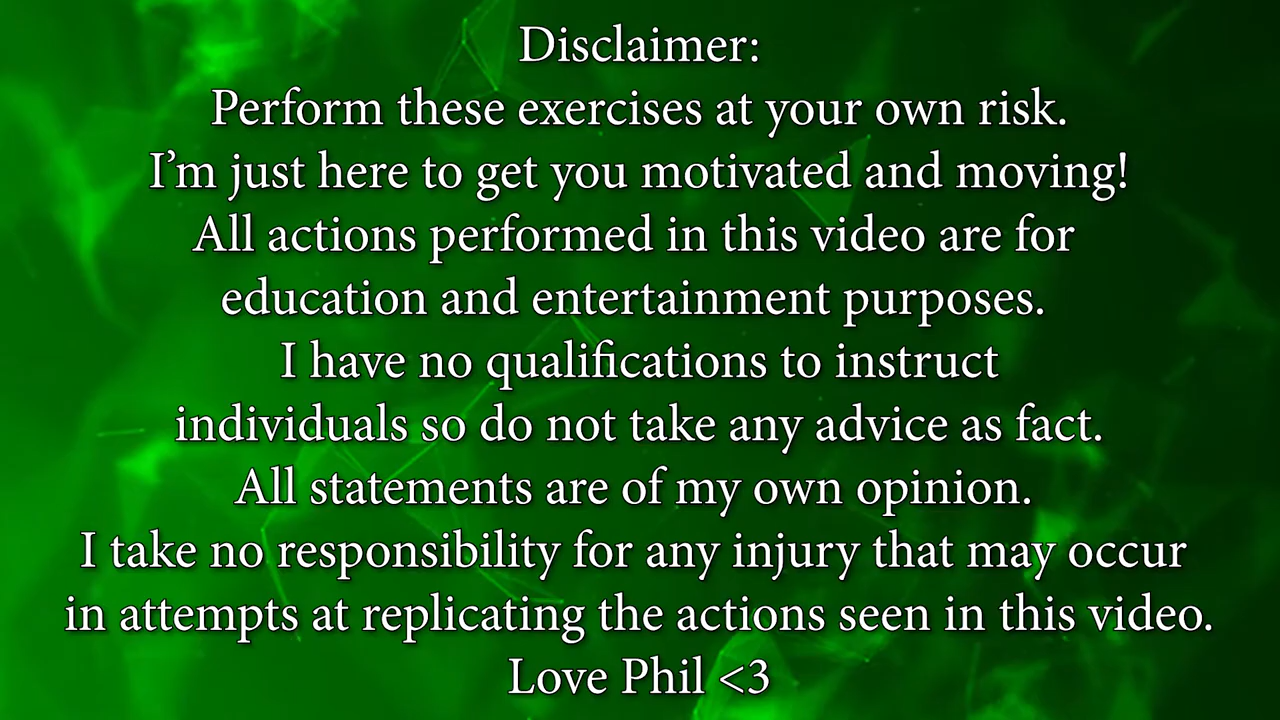 Disclaimer:
Perform these exercises at your own risk.
I’m just here to get you motivated and moving!
All actions performed in this video are for
education and entertainment purposes.
I have no qualifications to instruct
individuals so do not take any advice as fact.
All statements are of my own opinion.
I take no responsibility for any injury that may occur
in attempts at replicating the actions seen in this video.
Love Phil <3